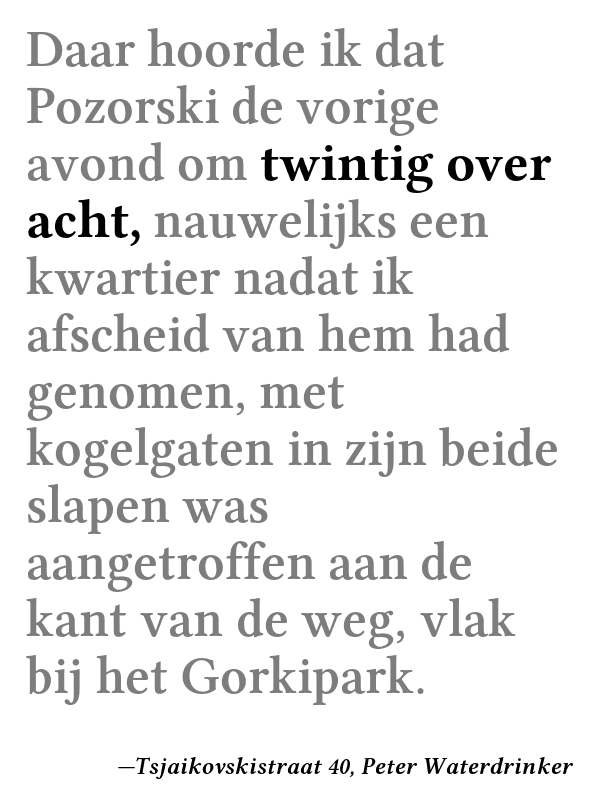 Daar hoorde ik dat
Pozorski de vorige
avond om twintig over
acht, nauwelijks een
kwartier nadat ik
afscheid van hem had
genomen, met
kogelgaten in zijn beide
slapen was
aangetroffen aan de
kant van de weg, vlak
bij het Gorkipark.
—Tsjaikovskistraat 40, Peter Waterdrinker